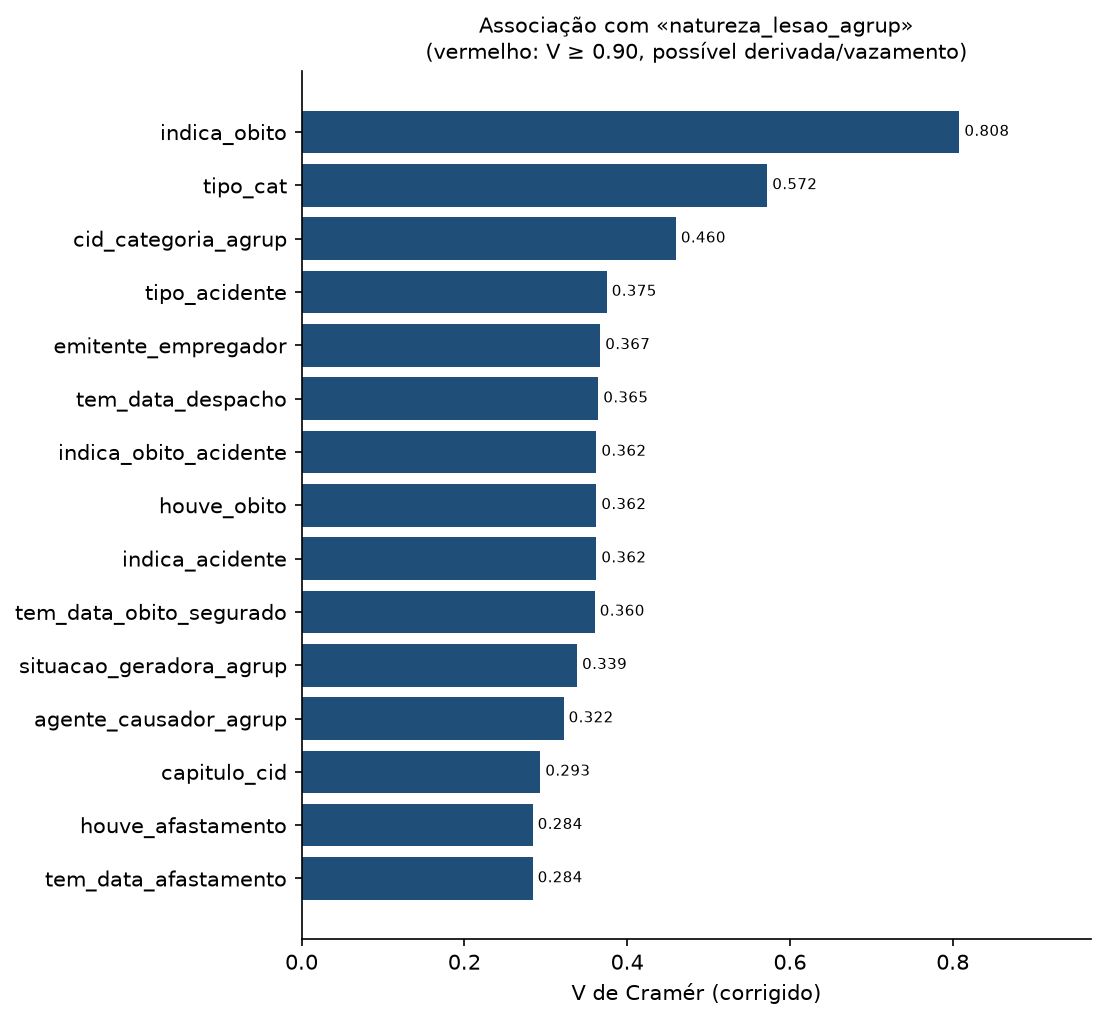 Associação com «natureza_lesao_agrup»
(vermelho: V ≥ 0.90, possível derivada/vazamento)
indica_obito 0.808
tipo_cat 0.572
cid_categoria_agrup 0.460
tipo_acidente 0.375
emitente_empregador 0.367
tem_data_despacho 0.365
indica_obito_acidente 0.362
houve_obito 0.362
indica_acidente 0.362
tem_data_obito_segurado 0.360
situacao_geradora_agrup 0.339
agente_causador_agrup 0.322
capitulo_cid 0.293
houve_afastamento 0.284
tem_data_afastamento 0.284
0.0 0.2 0.4 0.6 0.8
V de Cramér (corrigido)